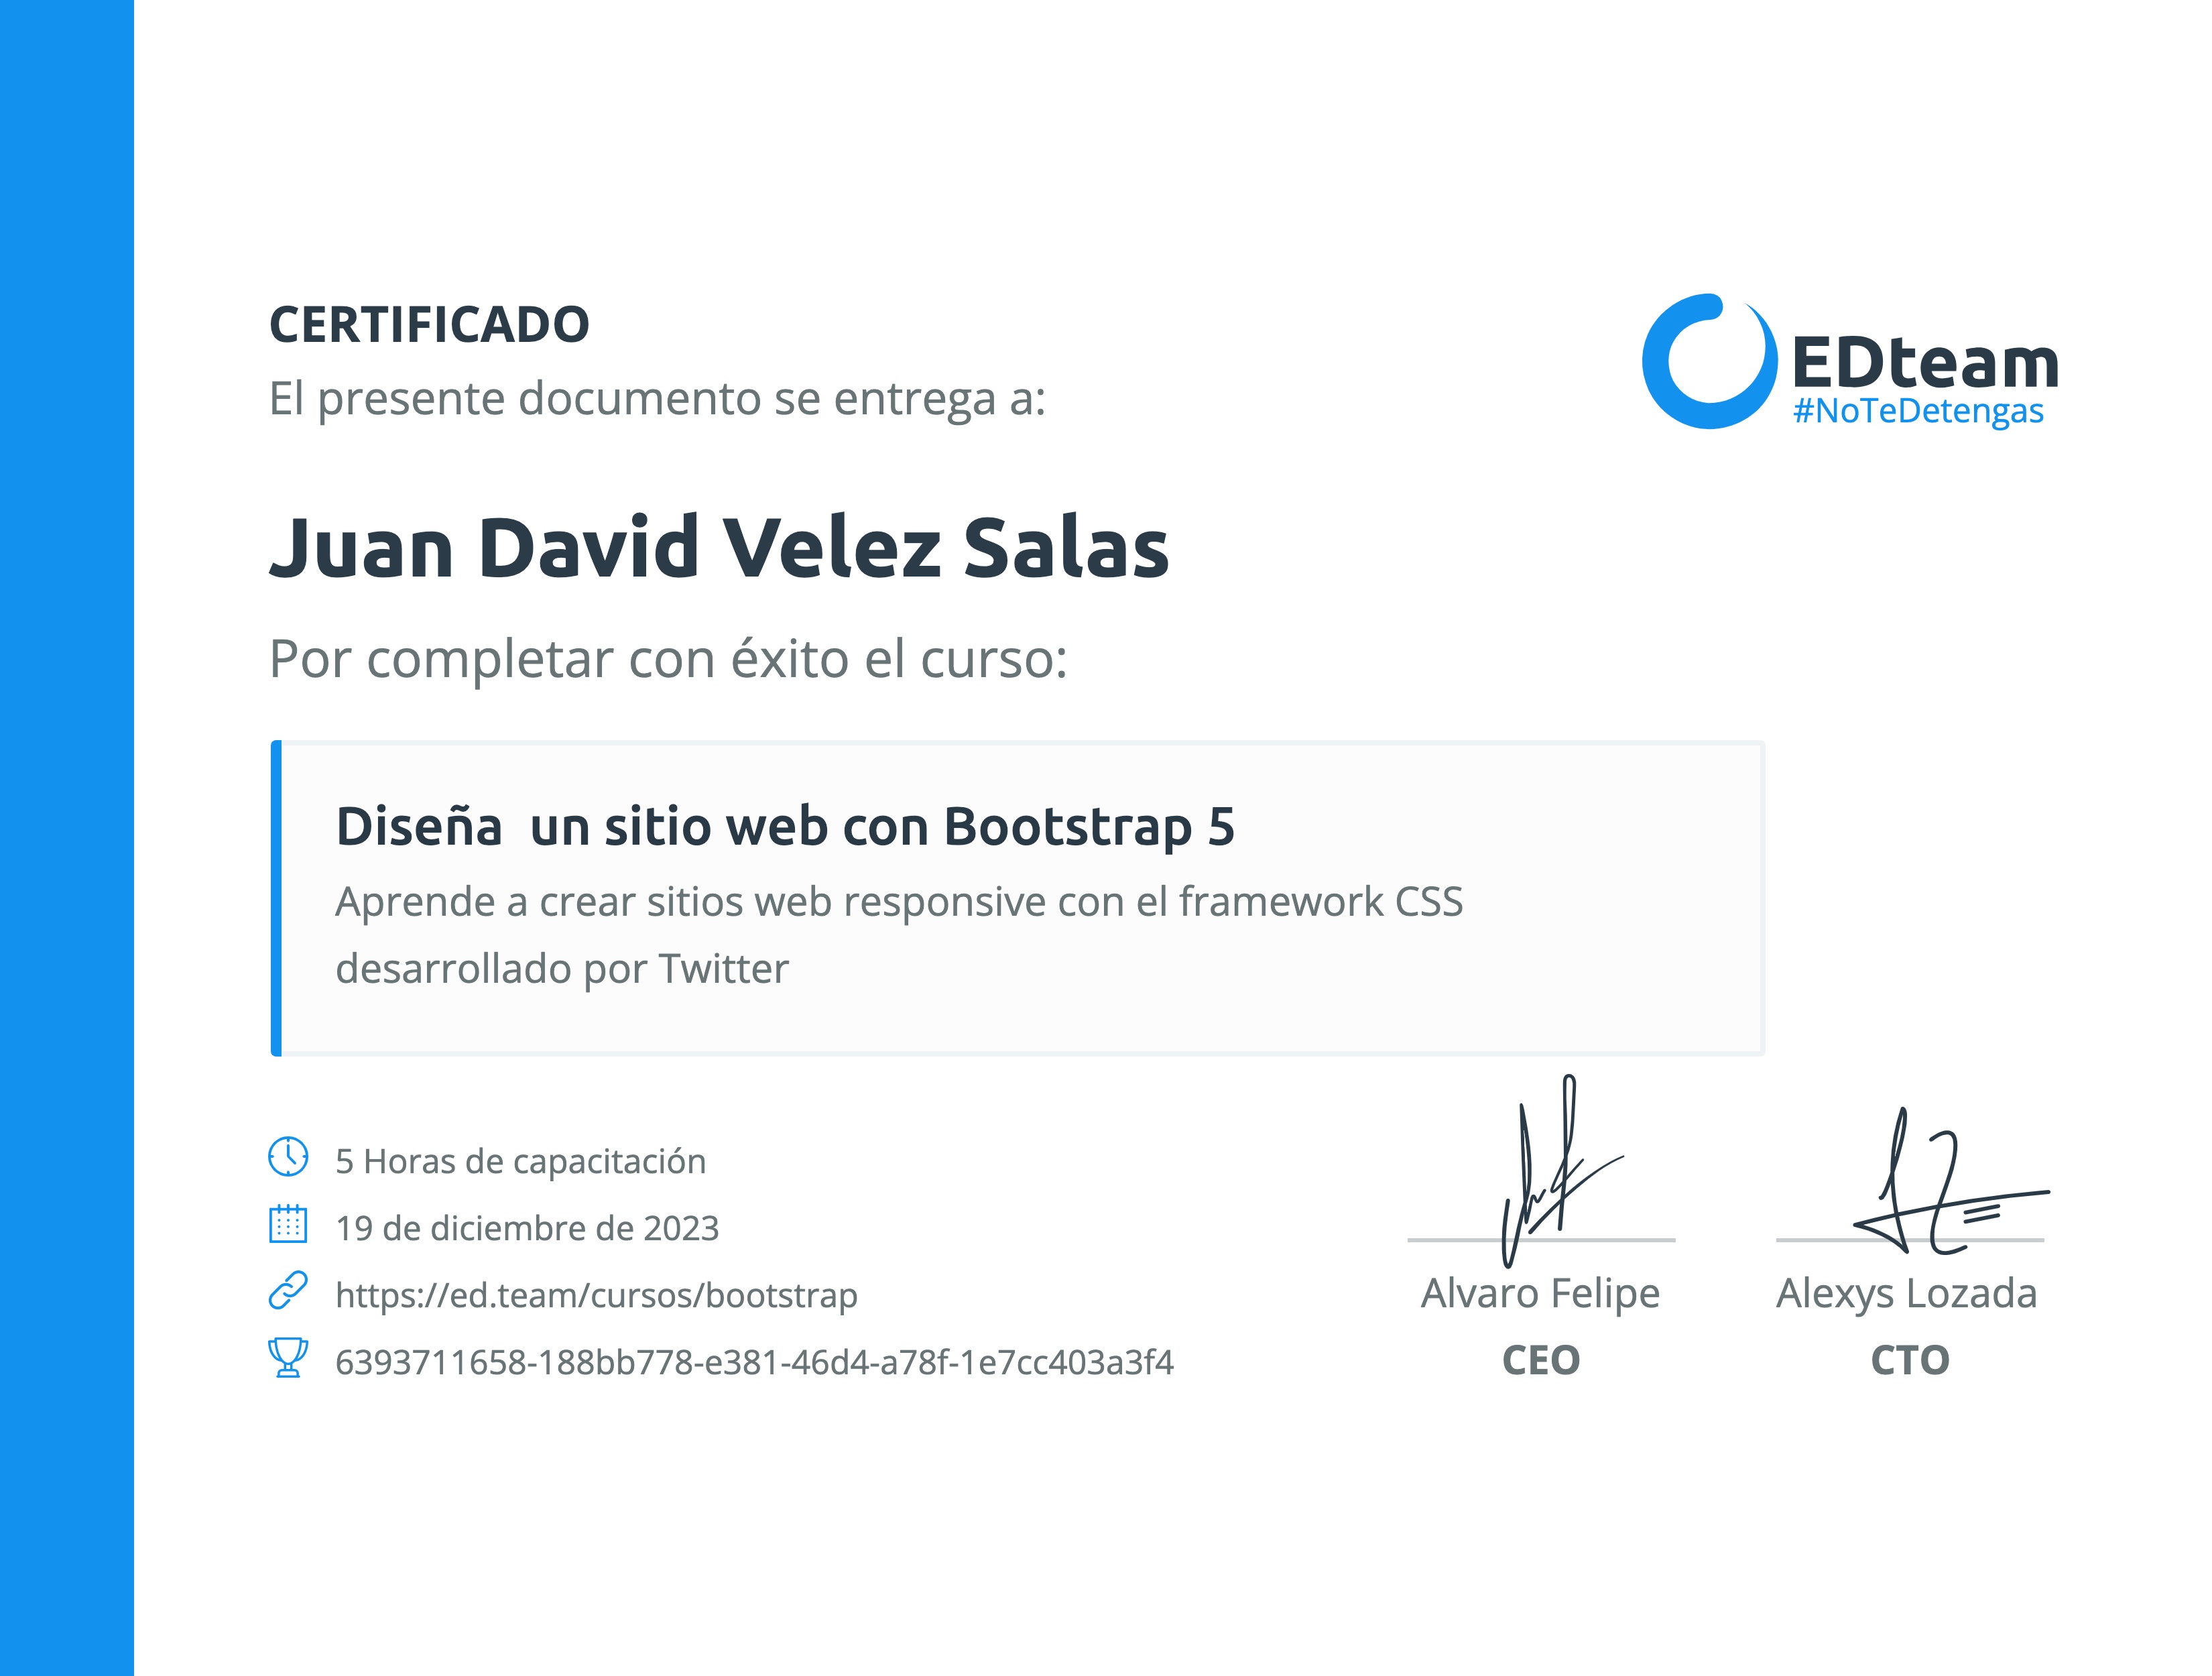 CERTIFICADO
El presente documento se entrega a:
EDteam
#NoTeDetengas
Juan David Velez Salas
Por completar con éxito el curso:
Diseña  un sitio web con Bootstrap 5
Aprende a crear sitios web responsive con el framework CSS
desarrollado por Twitter
5 Horas de capacitación
19 de diciembre de 2023
https://ed.team/cursos/bootstrap
6393711658-188bb778-e381-46d4-a78f-1e7cc403a3f4
Alvaro Felipe
CEO
Alexys Lozada
CTO